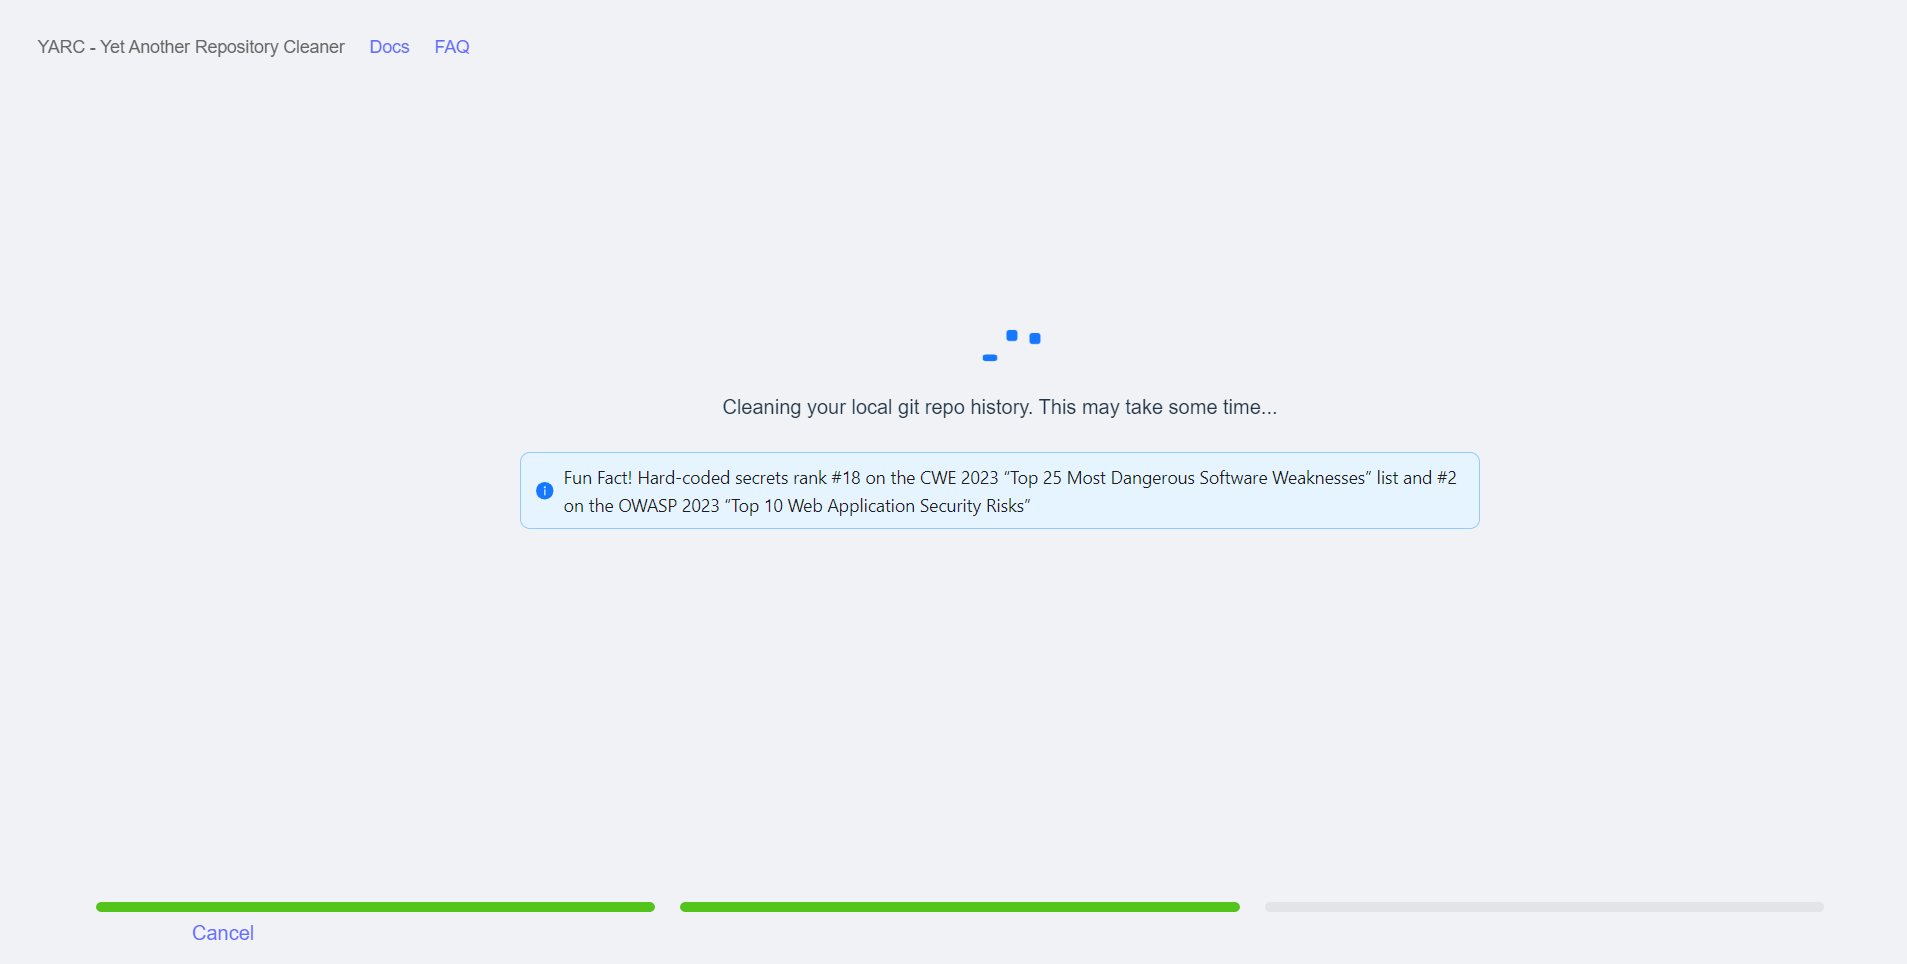 YARC - Yet Another Repository Cleaner Docs FAQ
Cleaning your local git repo history. This may take some time...
Fun Fact! Hard-coded secrets rank #18 on the CWE 2023 “Top 25 Most Dangerous Software Weaknesses” list and #2
on the OWASP 2023 “Top 10 Web Application Security Risks”
Cancel